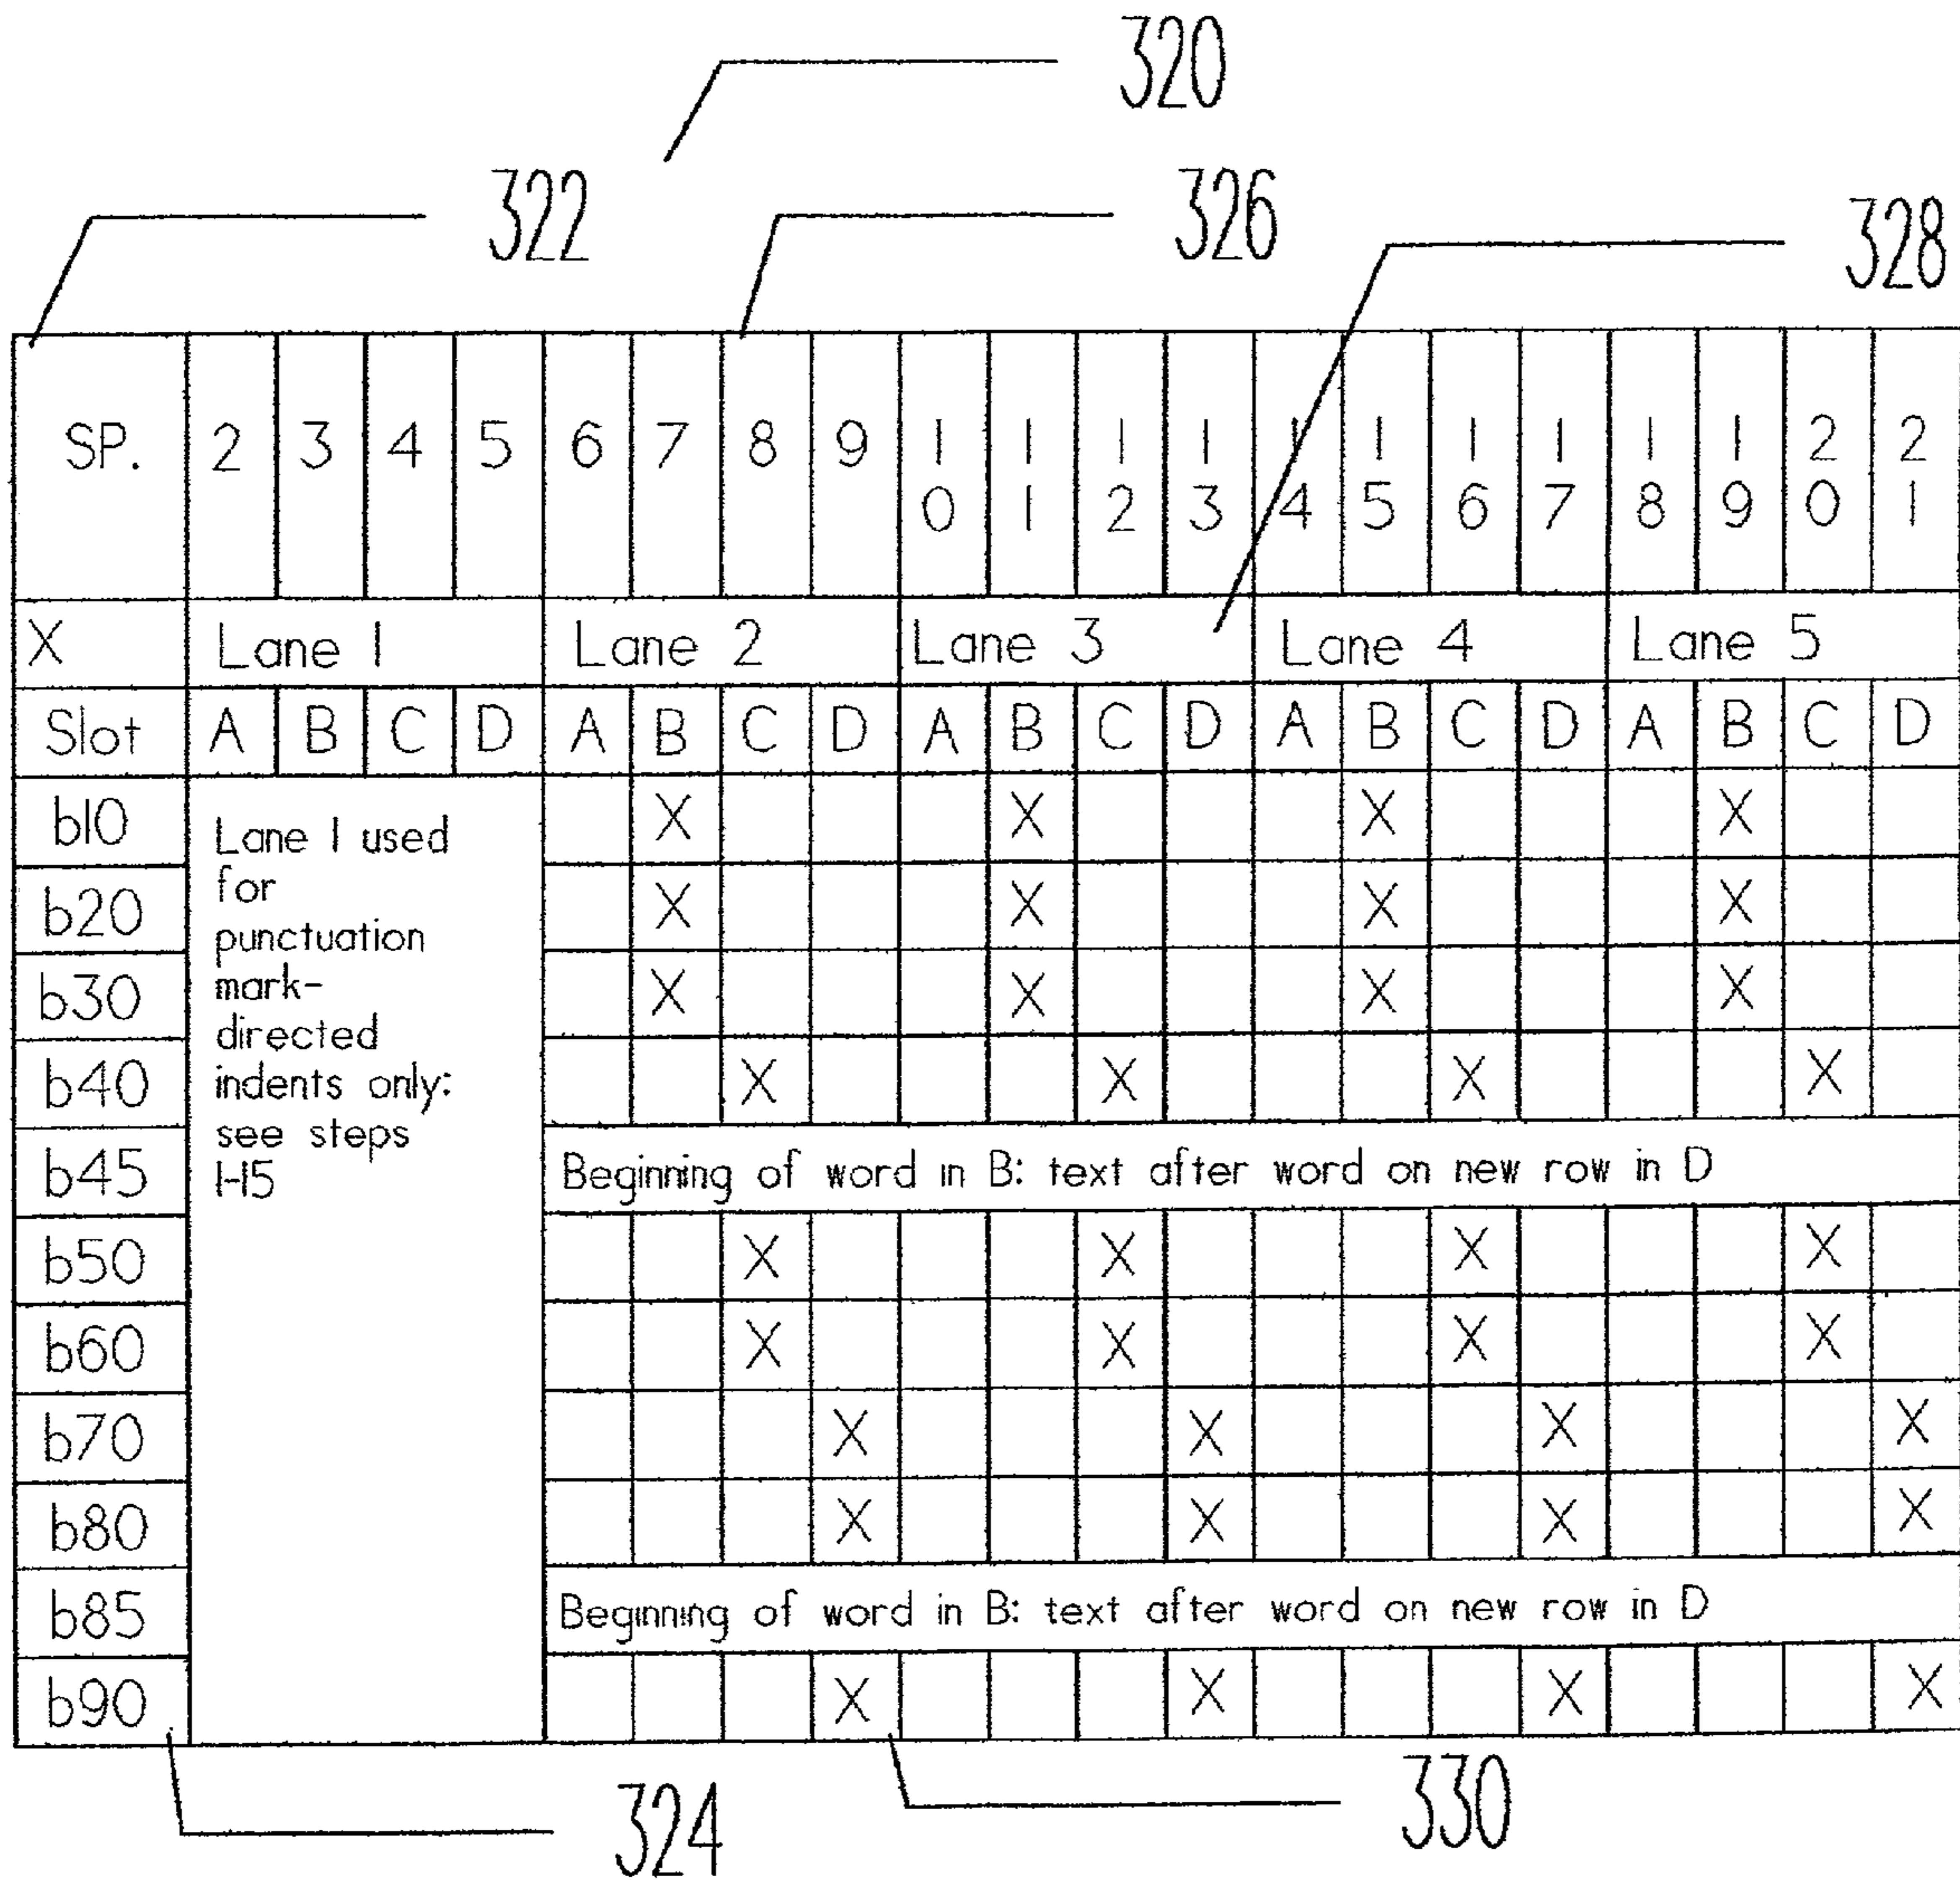 320
322
326
328
SP. 2 3 4 5 6 7 8 9 10 11 12 13 14 15 16 17 18 19 20 21
X Lane 1 Lane 2 Lane 3 Lane 4 Lane 5
Slot A B C D A B C D A B C D A B C D A B C D
b10 X X X X
b20 X X X X
b30 X X X X
b40 X X X X
b45 Beginning of word in B: text after word on new row in D
b50 X X X X
b60 X X X X
b70 X X X X
b80 X X X X
b85 Beginning of word in B: text after word on new row in D
b90 X X X X
Lane 1 used
for
punctuation
mark-
directed
indents only:
see steps
1-15
324
330